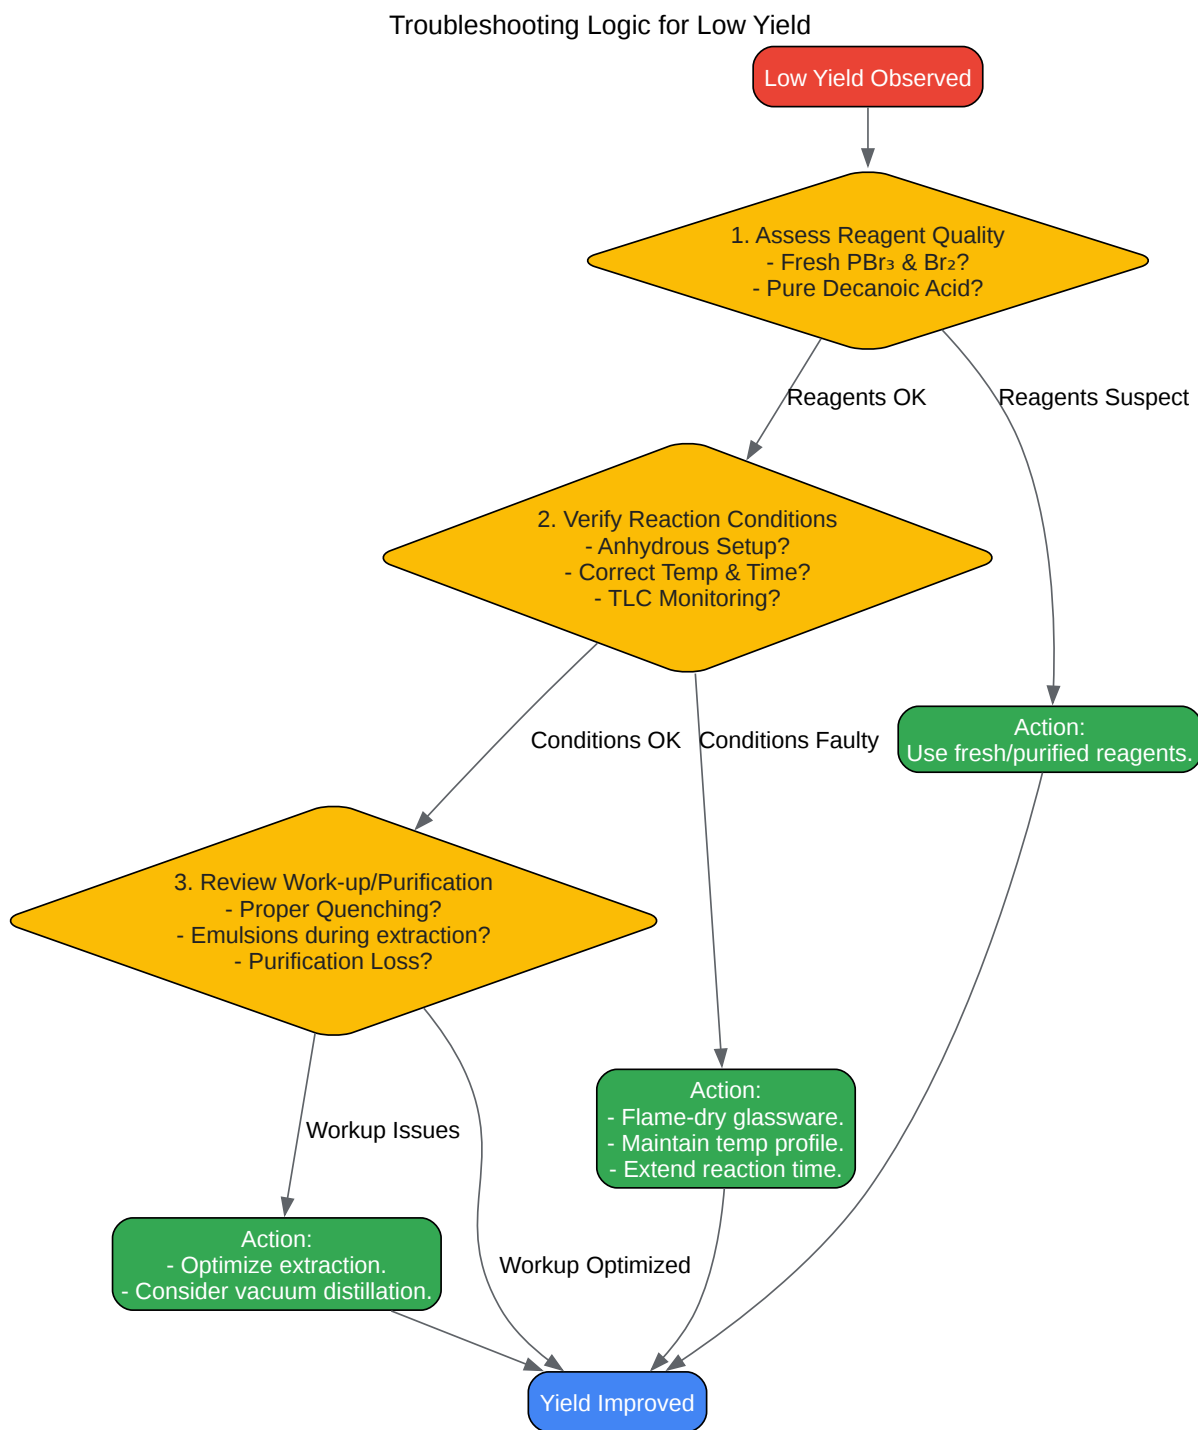 Troubleshooting Logic for Low Yield
Low Yield Observed
1. Assess Reagent Quality
- Fresh PBr₃ & Br₂?
- Pure Decanoic Acid?
Reagents OK
Reagents Suspect
2. Verify Reaction Conditions
- Anhydrous Setup?
- Correct Temp & Time?
- TLC Monitoring?
Conditions OK
Conditions Faulty
Action:
Use fresh/purified reagents.
3. Review Work-up/Purification
- Proper Quenching?
- Emulsions during extraction?
- Purification Loss?
Action:
- Flame-dry glassware.
- Maintain temp profile.
- Extend reaction time.
Workup Issues
Action:
- Optimize extraction.
- Consider vacuum distillation.
Workup Optimized
Yield Improved